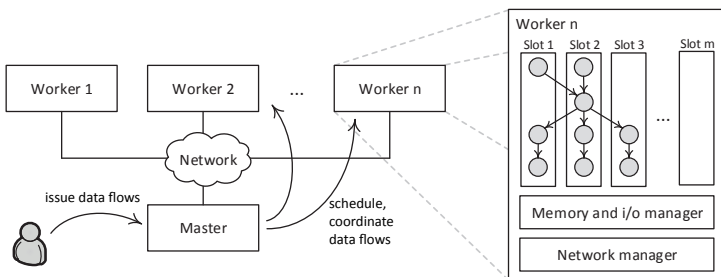 Worker 1
Worker 2
...
Worker n
Network
issue data flows
Master
schedule,
coordinate
data flows
Worker n
Slot 1
Slot 2
Slot 3
Slot m
...
Memory and i/o manager
Network manager